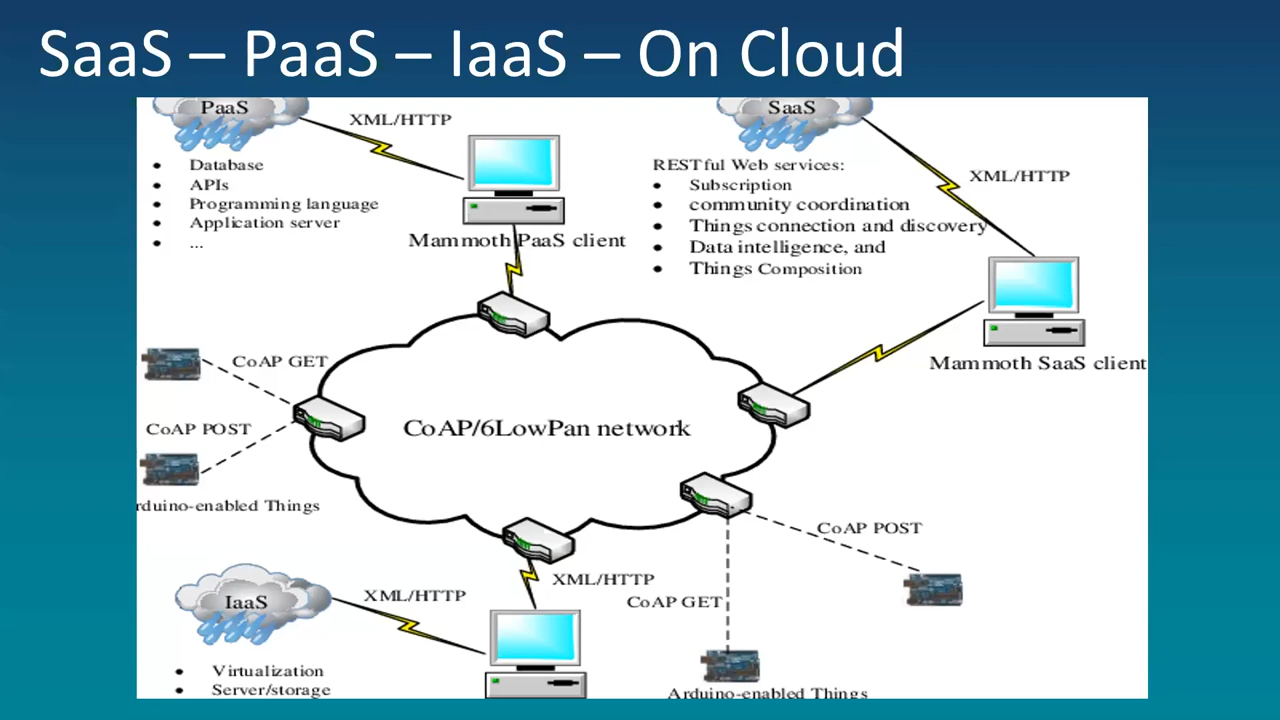 SaaS – PaaS – IaaS – On Cloud
PaaS
XML/HTTP
• Database
• APIs
• Programming language
• Application server
• ...
Mammoth PaaS client
SaaS
XML/HTTP
RESTful Web services:
• Subscription
• community coordination
• Things connection and discovery
• Data intelligence, and
• Things Composition
Mammoth SaaS client
CoAP GET
CoAP POST
rduino-enabled Things
CoAP/6LowPan network
CoAP POST
CoAP GET
Arduino-enabled Things
XML/HTTP
IaaS
XML/HTTP
• Virtualization
• Server/storage